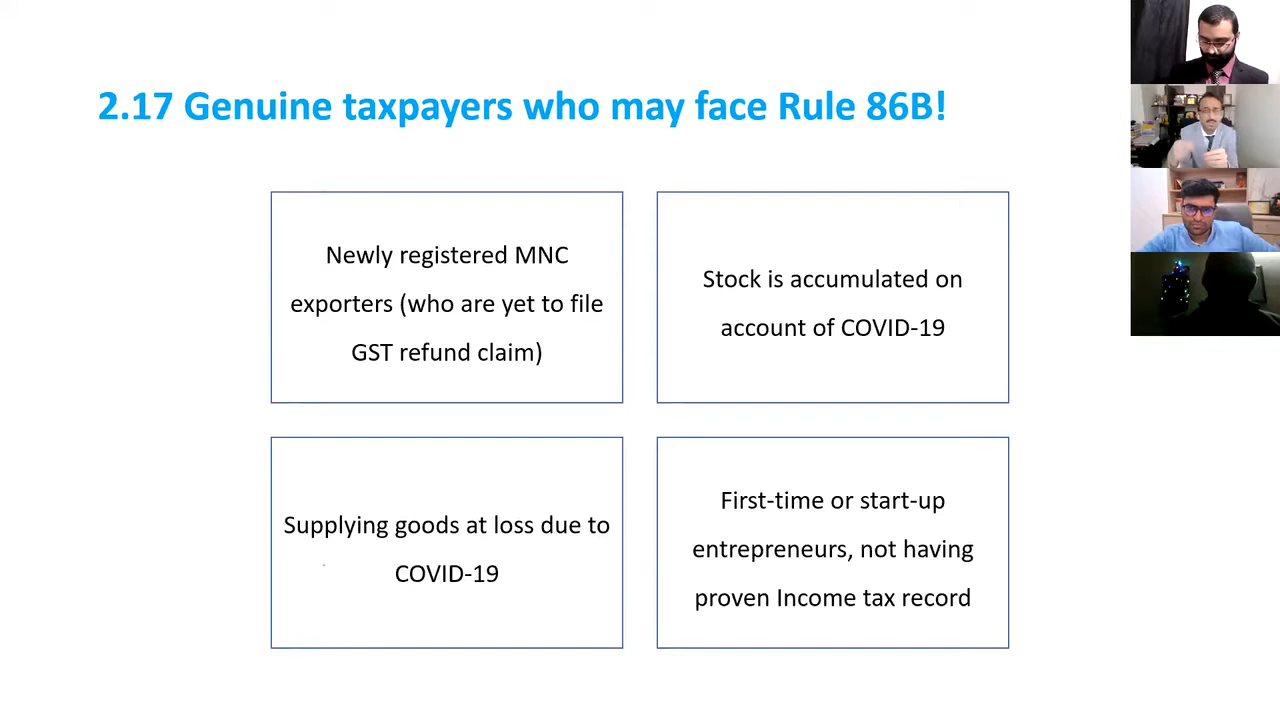 2.17 Genuine taxpayers who may face Rule 86B!
Newly registered MNC
exporters (who are yet to file
GST refund claim)
Stock is accumulated on
account of COVID-19
Supplying goods at loss due to
COVID-19
First-time or start-up
entrepreneurs, not having
proven Income tax record